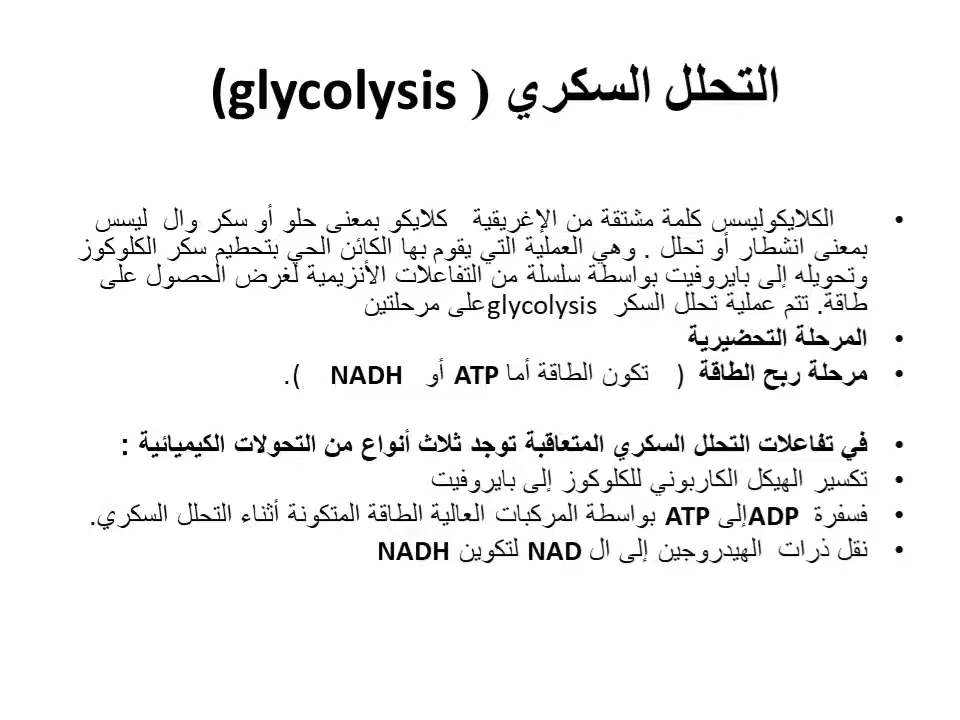 التحلل السكري ( glycolysis)
• الكلايكوليسس كلمة مشتقة من الإغريقية كلايكو بمعنى حلو أو سكر وال ليسس
بمعنى انشطار أو تحلل . وهي العملية التي يقوم بها الكائن الحي بتحطيم سكر الكلوكوز
وتحويله إلى بايروفيت بواسطة سلسلة من التفاعلات الأنزيمية لغرض الحصول على
طاقة. تتم عملية تحلل السكر glycolysisعلى مرحلتين
• المرحلة التحضيرية
• مرحلة ربح الطاقة ( تكون الطاقة أما ATP أو NADH ).
• في تفاعلات التحلل السكري المتعاقبة توجد ثلاث أنواع من التحولات الكيميائية :
• تكسير الهيكل الكاربوني للكلوكوز إلى بايروفيت
• فسفرة ADPإلى ATP بواسطة المركبات العالية الطاقة المتكونة أثناء التحلل السكري.
• نقل ذرات الهيدروجين إلى ال NAD لتكوين NADH